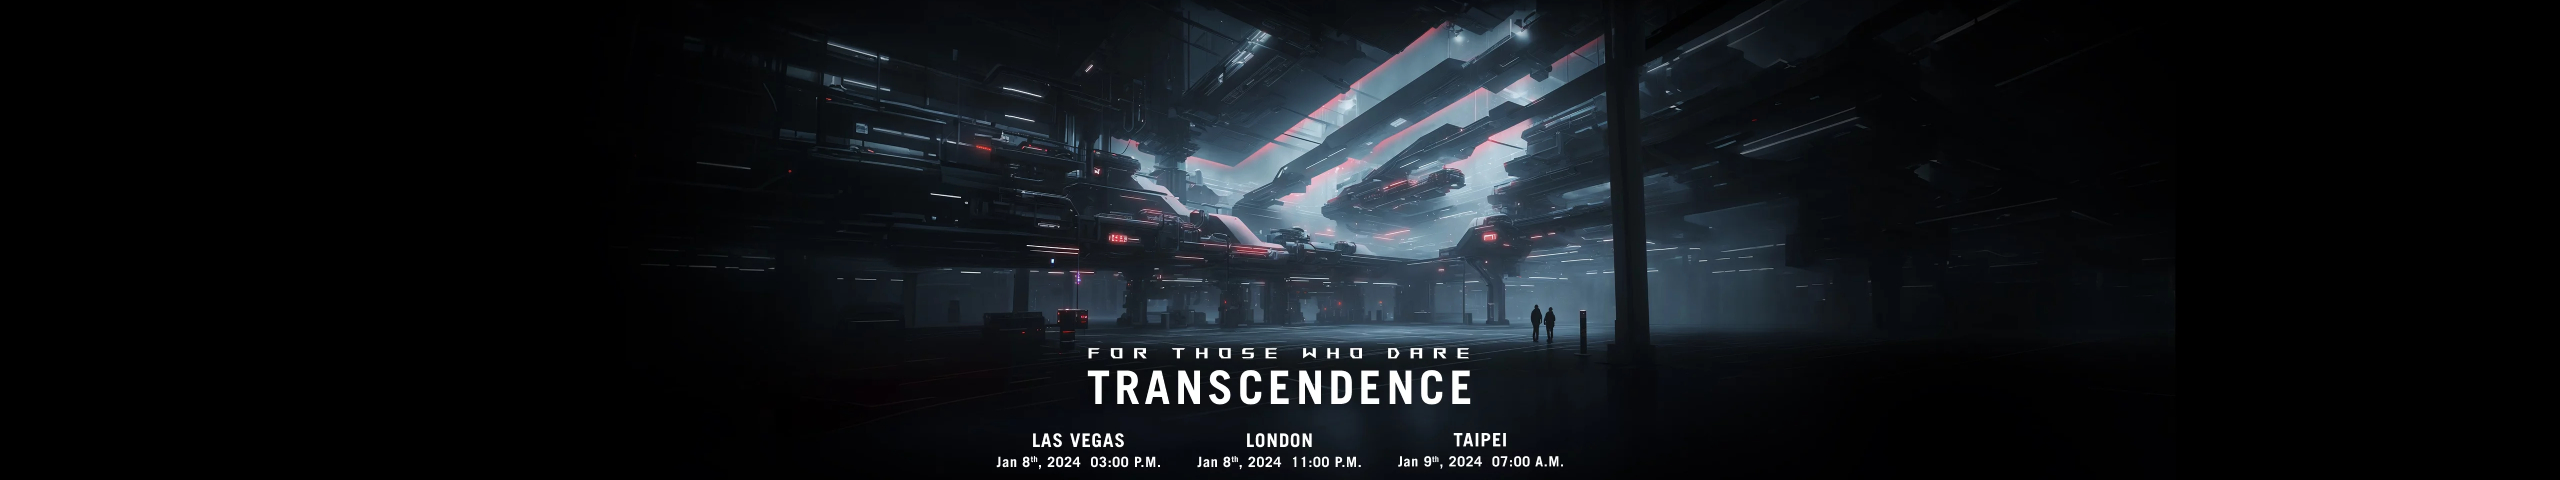 FOR THOSE WHO DARE
TRANSCENDENCE
LAS VEGAS LONDON TAIPEI
Jan 8th, 2024 03:00 P.M. Jan 8th, 2024 11:00 P.M. Jan 9th, 2024 07:00 A.M.